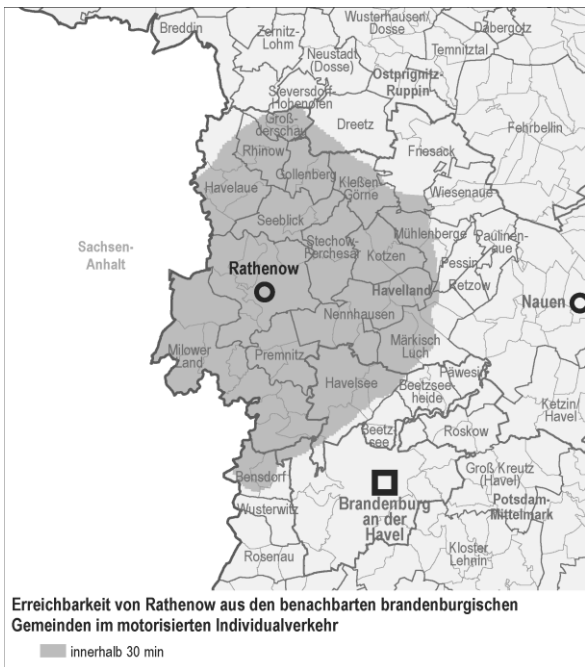 Breddin
Zernitz-
Lohm
Wusterhausen/
Dosse
Dabergotz
Neustadt
(Dosse)
Temnitztal
Ostprignitz-
Ruppin
Sieversdorf-
Hohenofen
Groß-
derschau
Dreetz
Fehrbellin
Rhinow
Friesack
Gollenberg
Havelaue
Kleßen-
Görne
Wiesenaue
Seeblick
Mühlenberge
Paulinen-
aue
Stechow-
Ferchesar
Kotzen
Sachsen-
Anhalt
Rathenow
Pessin
Retzow
Havelland
Nauen
Nennhausen
Milower
Land
Premnitz
Märkisch
Luch
Havelsee
Päwesin
Beetzsee-
heide
Ketzin/
Havel
Beetz-
see
Roskow
Bensdorf
Groß Kreutz
(Havel)
Brandenburg
an der
Havel
Potsdam-
Mittelmark
Wusterwitz
Rosenau
Kloster
Lehnin
Erreichbarkeit von Rathenow aus den benachbarten brandenburgischen
Gemeinden im motorisierten Individualverkehr
innerhalb 30 min